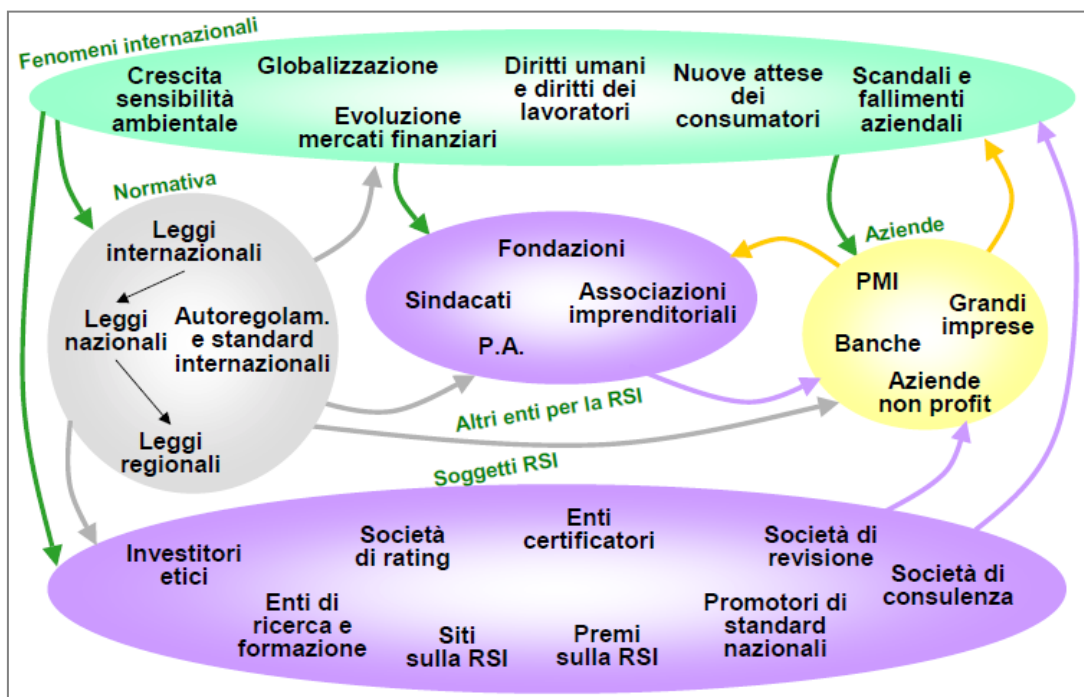 Fenomeni internazionali
Crescita
sensibilità
ambientale
Globalizzazione
Evoluzione
mercati finanziari
Diritti umani
e diritti dei
lavoratori
Nuove attese
dei
consumatori
Scandali e
fallimenti
aziendali
Normativa
Leggi
internazionali
Leggi
nazionali
Autoregolam.
e standard
internazionali
Leggi
regionali
Fondazioni
Sindacati
Associazioni
imprenditoriali
P.A.
Altri enti per la RSI
Aziende
PMI
Grandi
imprese
Banche
Aziende
non profit
Soggetti RSI
Investitori
etici
Società
di rating
Enti
certificatori
Società di
revisione
Società di
consulenza
Enti di
ricerca e
formazione
Siti
sulla RSI
Premi
sulla RSI
Promotori di
standard
nazionali